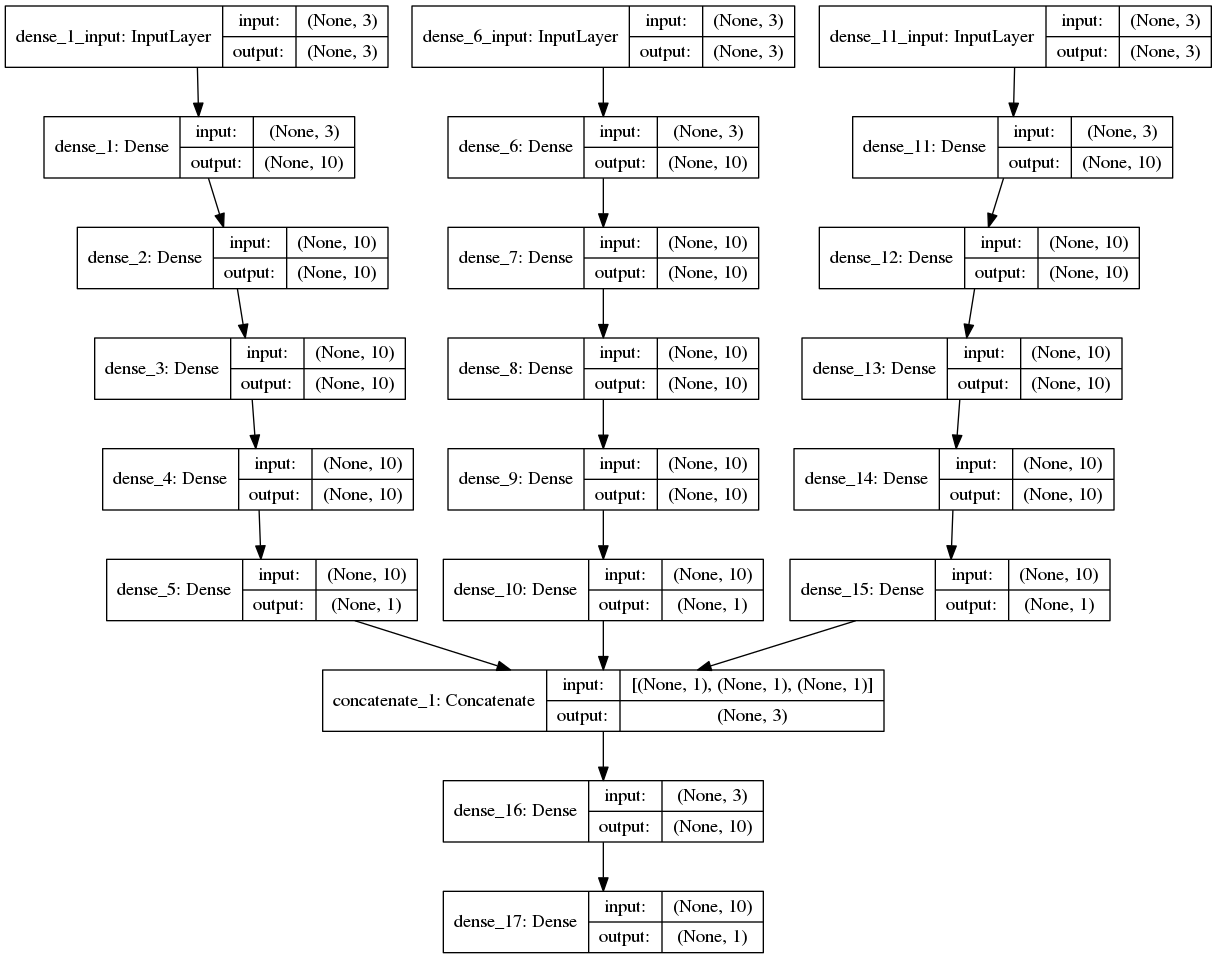 dense_1_input: InputLayer
input: (None, 3)
output: (None, 3)
dense_6_input: InputLayer
input: (None, 3)
output: (None, 3)
dense_11_input: InputLayer
input: (None, 3)
output: (None, 3)
dense_1: Dense
input: (None, 3)
output: (None, 10)
dense_6: Dense
input: (None, 3)
output: (None, 10)
dense_11: Dense
input: (None, 3)
output: (None, 10)
dense_2: Dense
input: (None, 10)
output: (None, 10)
dense_7: Dense
input: (None, 10)
output: (None, 10)
dense_12: Dense
input: (None, 10)
output: (None, 10)
dense_3: Dense
input: (None, 10)
output: (None, 10)
dense_8: Dense
input: (None, 10)
output: (None, 10)
dense_13: Dense
input: (None, 10)
output: (None, 10)
dense_4: Dense
input: (None, 10)
output: (None, 10)
dense_9: Dense
input: (None, 10)
output: (None, 10)
dense_14: Dense
input: (None, 10)
output: (None, 10)
dense_5: Dense
input: (None, 10)
output: (None, 1)
dense_10: Dense
input: (None, 10)
output: (None, 1)
dense_15: Dense
input: (None, 10)
output: (None, 1)
concatenate_1: Concatenate
input: [(None, 1), (None, 1), (None, 1)]
output: (None, 3)
dense_16: Dense
input: (None, 3)
output: (None, 10)
dense_17: Dense
input: (None, 10)
output: (None, 1)